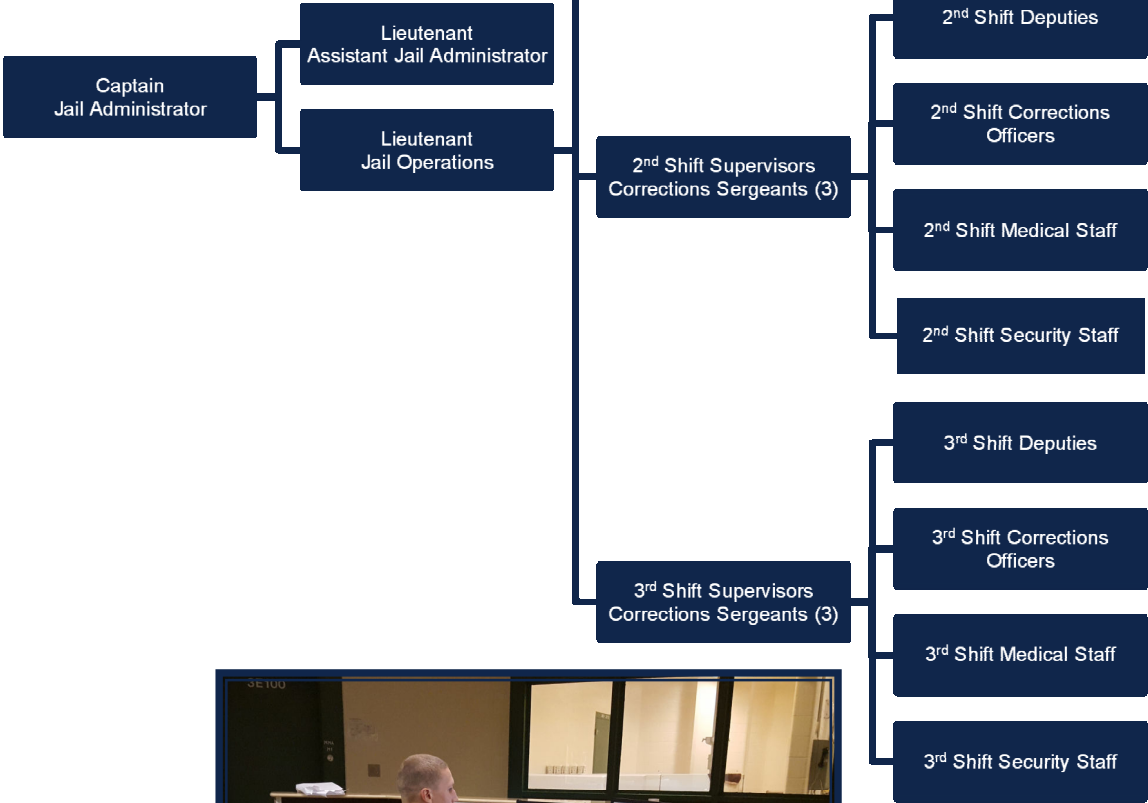 Captain
Jail Administrator
Lieutenant
Assistant Jail Administrator
Lieutenant
Jail Operations
2nd Shift Supervisors
Corrections Sergeants (3)
2nd Shift Deputies
2nd Shift Corrections
Officers
2nd Shift Medical Staff
2nd Shift Security Staff
3rd Shift Supervisors
Corrections Sergeants (3)
3rd Shift Deputies
3rd Shift Corrections
Officers
3rd Shift Medical Staff
3rd Shift Security Staff
3E100